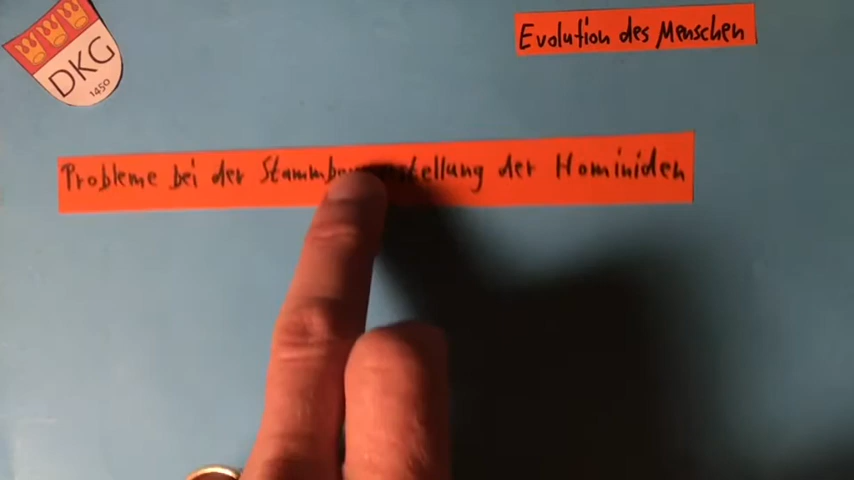 DKG
1450
Evolution des Menschen
Probleme bei der der Hominiden